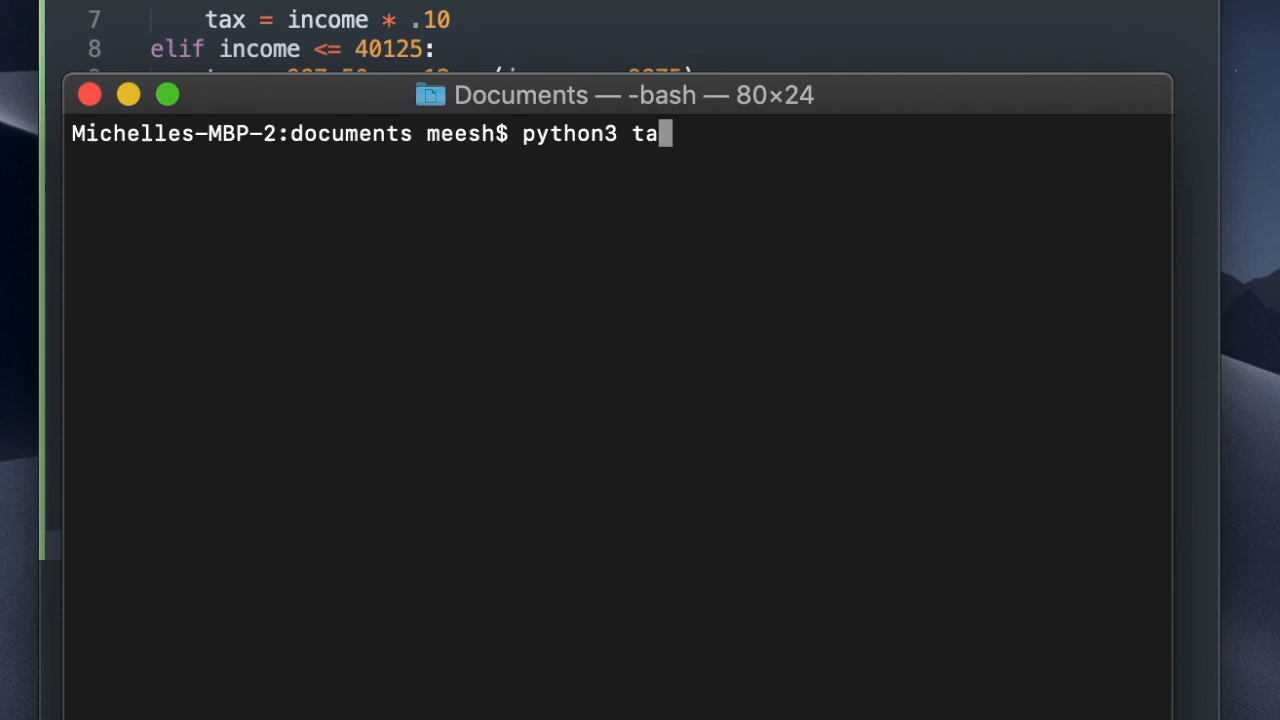 7 tax = income * .10
8 elif income <= 40125:
Documents — -bash — 80×24
Michelles-MBP-2:documents meesh$ python3 ta